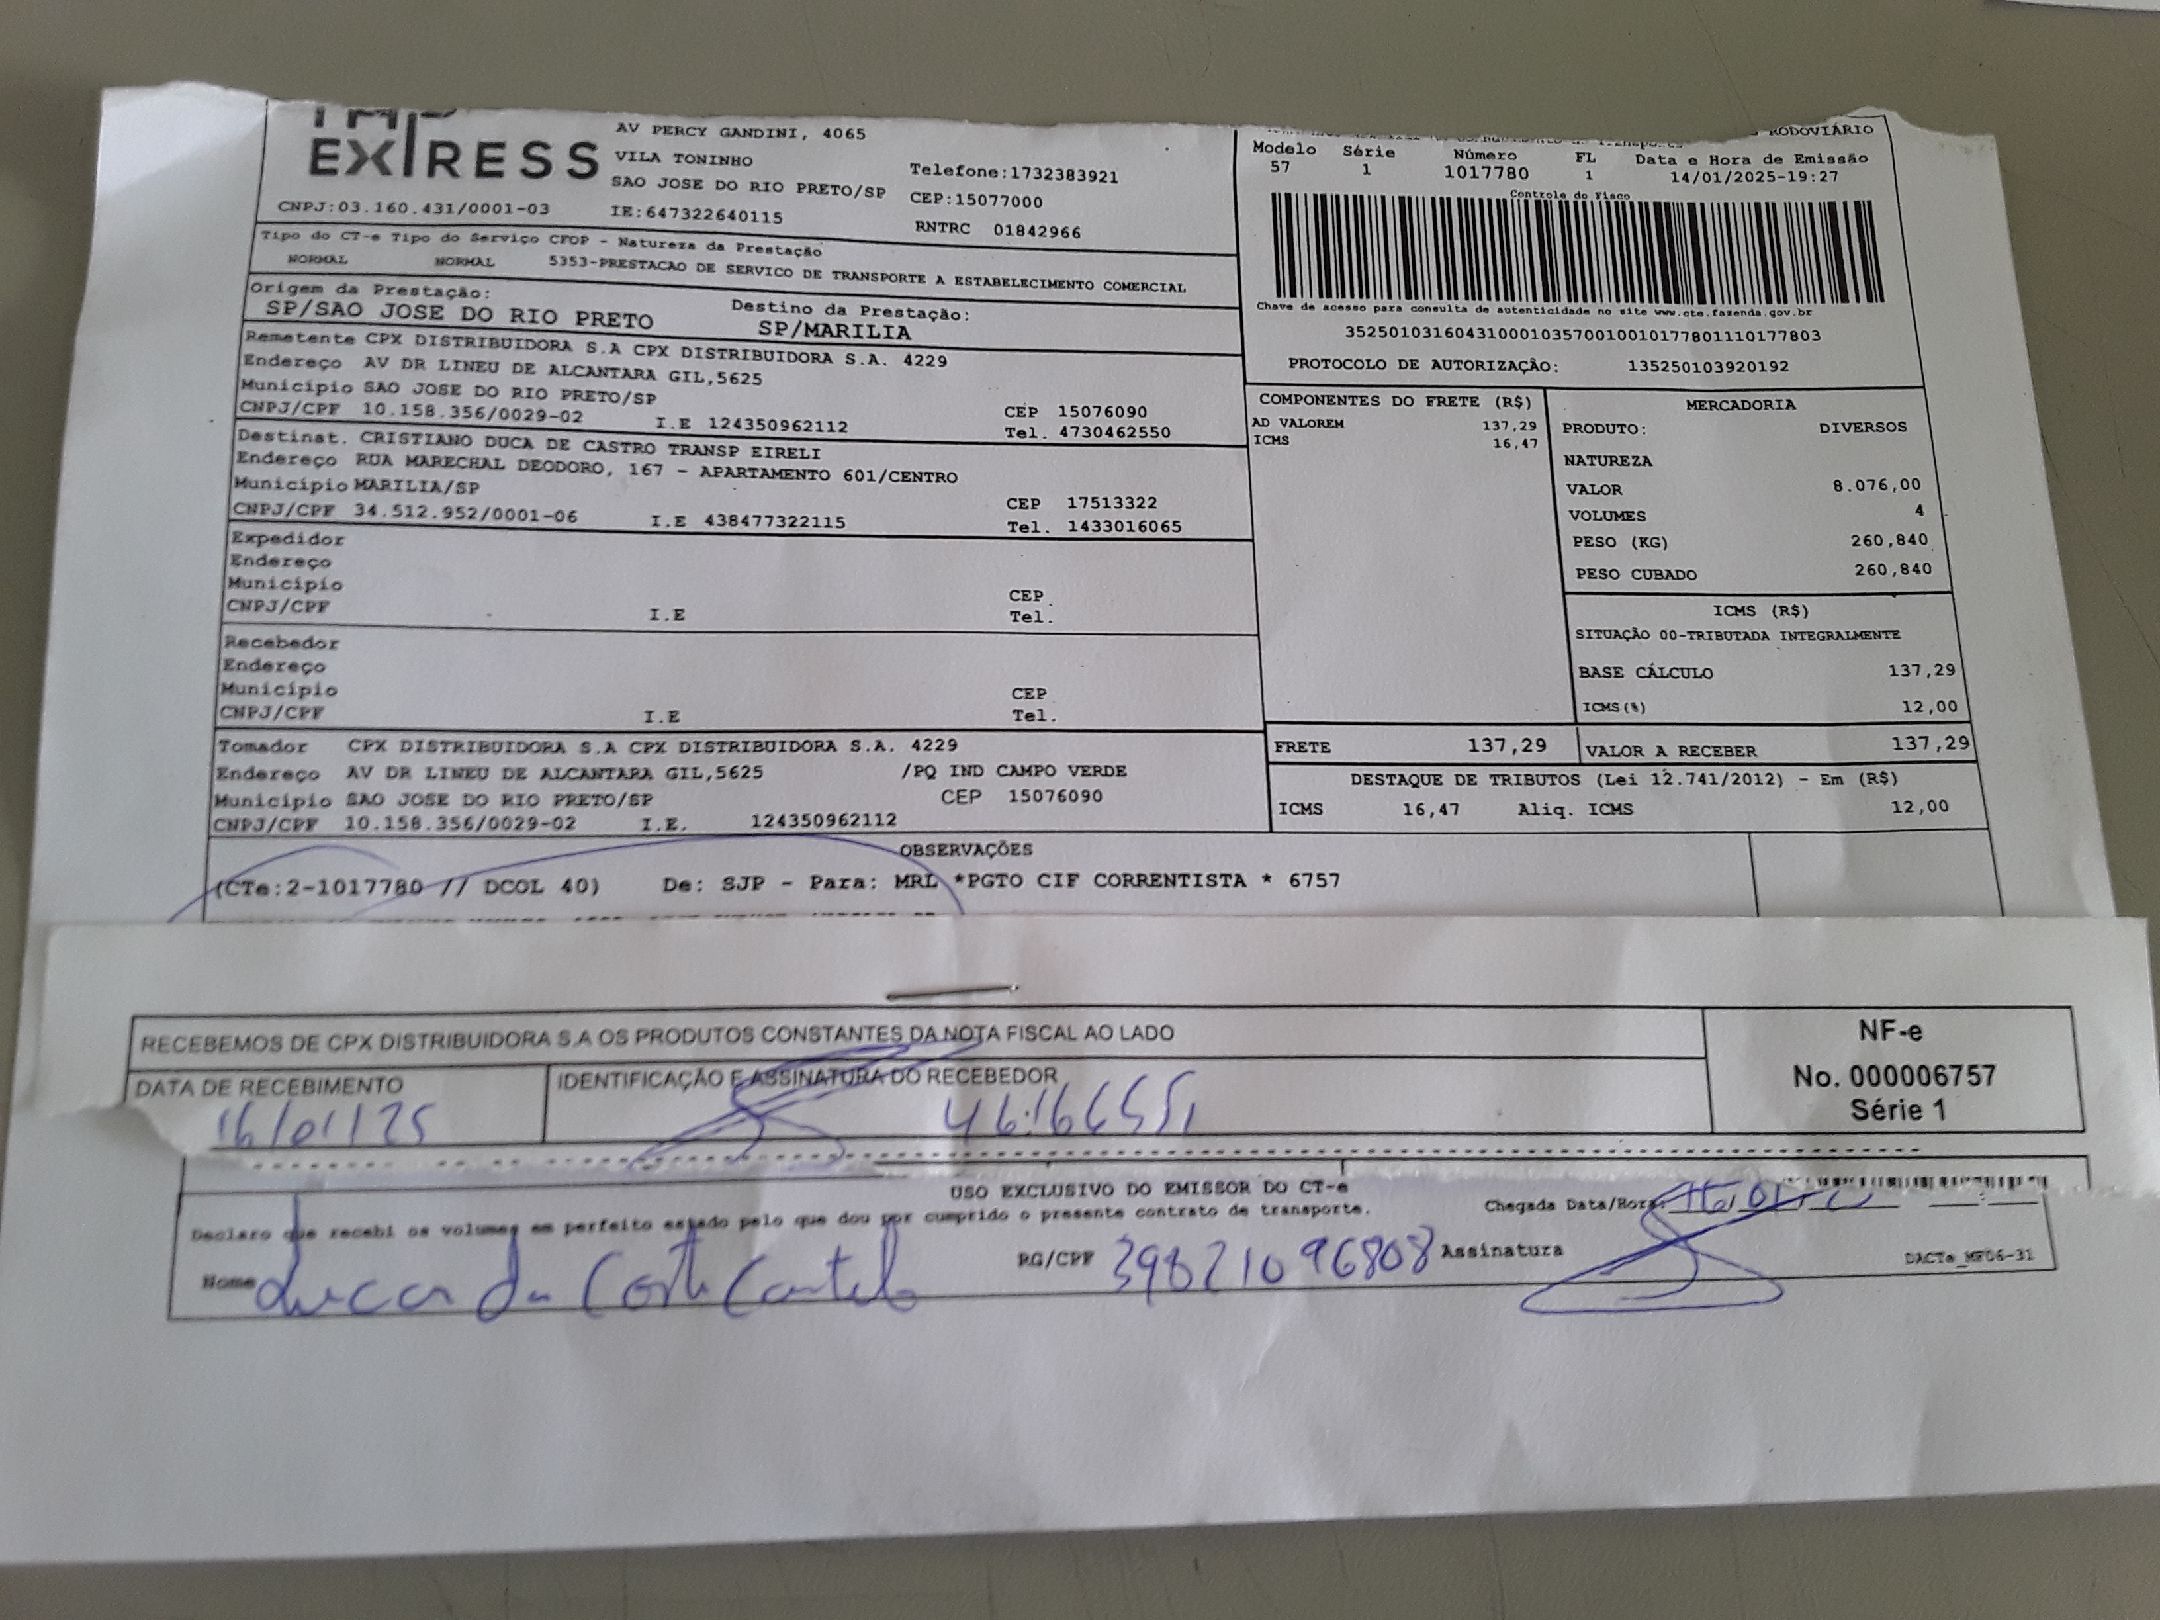 EXPRESS
CNPJ:03.160.431/0001-03
AV PERCY GANDINI, 4065
VILA TONINHO
SAO JOSE DO RIO PRETO/SP
IE:647322640115
Telefone:1732383921
CEP:15077000
RNTRC 01842966
RODOVIÁRIO
Modelo Série Número FL Data e Hora de Emissão
57 1 1017780 1 14/01/2025-19:27
Controle do Fisco
Chave de acesso para consulta de autenticidade no site www.cte.fazenda.gov.br
35250103160431000103570010010177801110177803
PROTOCOLO DE AUTORIZAÇÃO: 135250103920192
Tipo do CT-e Tipo do Serviço CFOP - Natureza da Prestação
NORMAL NORMAL 5353-PRESTACAO DE SERVICO DE TRANSPORTE A ESTABELECIMENTO COMERCIAL
Origem da Prestação: Destino da Prestação:
SP/SAO JOSE DO RIO PRETO SP/MARILIA
Remetente CPX DISTRIBUIDORA S.A CPX DISTRIBUIDORA S.A. 4229
Endereço AV DR LINEU DE ALCANTARA GIL,5625
Município SAO JOSE DO RIO PRETO/SP CEP 15076090
CNPJ/CPF 10.158.356/0029-02 I.E 124350962112 Tel. 4730462550
Destinat. CRISTIANO DUCA DE CASTRO TRANSP EIRELI
Endereço RUA MARECHAL DEODORO, 167 - APARTAMENTO 601/CENTRO
Município MARILIA/SP CEP 17513322
CNPJ/CPF 34.512.952/0001-06 I.E 438477322115 Tel. 1433016065
Expedidor
Endereço
Município CEP
CNPJ/CPF I.E Tel.
Recebedor
Endereço
Município CEP
CNPJ/CPF I.E Tel.
Tomador CPX DISTRIBUIDORA S.A CPX DISTRIBUIDORA S.A. 4229
Endereço AV DR LINEU DE ALCANTARA GIL,5625 /PQ IND CAMPO VERDE
Município SAO JOSE DO RIO PRETO/SP CEP 15076090
CNPJ/CPF 10.158.356/0029-02 I.E. 124350962112
COMPONENTES DO FRETE (R$)
AD VALOREM 137,29
ICMS 16,47
MERCADORIA
PRODUTO: DIVERSOS
NATUREZA
VALOR 8.076,00
VOLUMES 4
PESO (KG) 260,840
PESO CUBADO 260,840
ICMS (R$)
SITUAÇÃO 00-TRIBUTADA INTEGRALMENTE
BASE CÁLCULO 137,29
ICMS(%) 12,00
FRETE 137,29 VALOR A RECEBER 137,29
DESTAQUE DE TRIBUTOS (Lei 12.741/2012) - Em (R$)
ICMS 16,47 Aliq. ICMS 12,00
OBSERVAÇÕES
(CTe:2-1017780 // DCOL 40) De: SJP - Para: MRL *PGTO CIF CORRENTISTA * 6757
RECEBEMOS DE CPX DISTRIBUIDORA S.A OS PRODUTOS CONSTANTES DA NOTA FISCAL AO LADO
DATA DE RECEBIMENTO IDENTIFICAÇÃO E ASSINATURA DO RECEBEDOR
16/01/25
NF-e
No. 000006757
Série 1
USO EXCLUSIVO DO EMISSOR DO CT-e
Declaro que recebi os volumes em perfeito estado pelo que dou por cumprido o presente contrato de transporte.
Chegada Data/Hora:
Nome Lucas da Costa RG/CPF 39821096808 Assinatura
DACTe_MF06-31